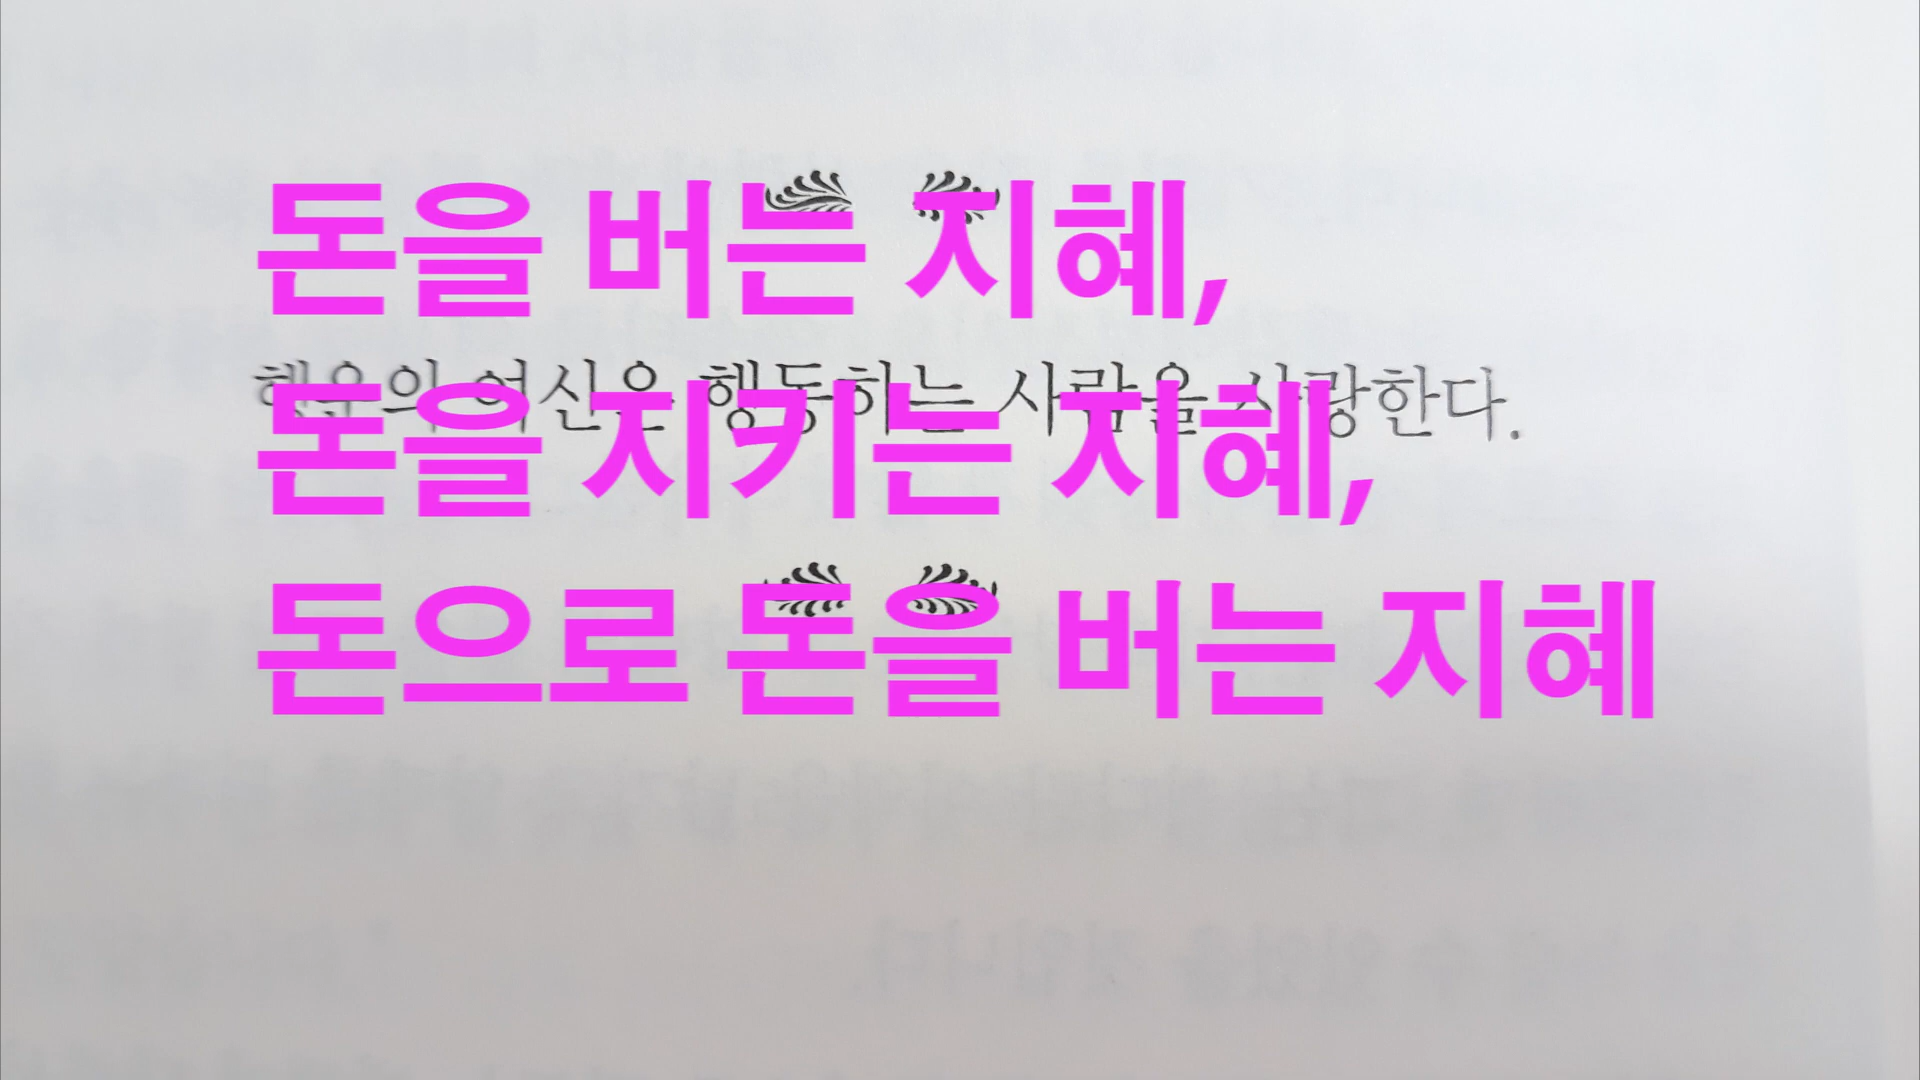 돈을 버는 지혜,
행운의 여신은 행동하는 사람을 사랑한다.
돈을 지키는 지혜,
돈으로 돈을 버는 지혜